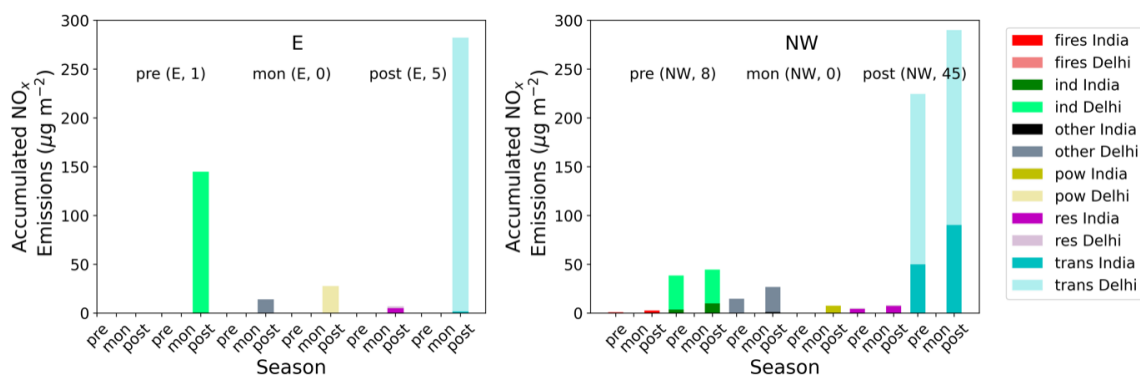 Accumulated NOx
Emissions (μg m−2)
300
250
200
150
100
50
0
E
pre (E, 1) mon (E, 0) post (E, 5)
pre mon post pre mon post pre mon post pre mon post pre mon post pre mon post
Season
Accumulated NOx
Emissions (μg m−2)
300
250
200
150
100
50
0
NW
pre (NW, 8) mon (NW, 0) post (NW, 45)
pre mon post pre mon post pre mon post pre mon post pre mon post pre mon post
Season
fires India
fires Delhi
ind India
ind Delhi
other India
other Delhi
pow India
pow Delhi
res India
res Delhi
trans India
trans Delhi